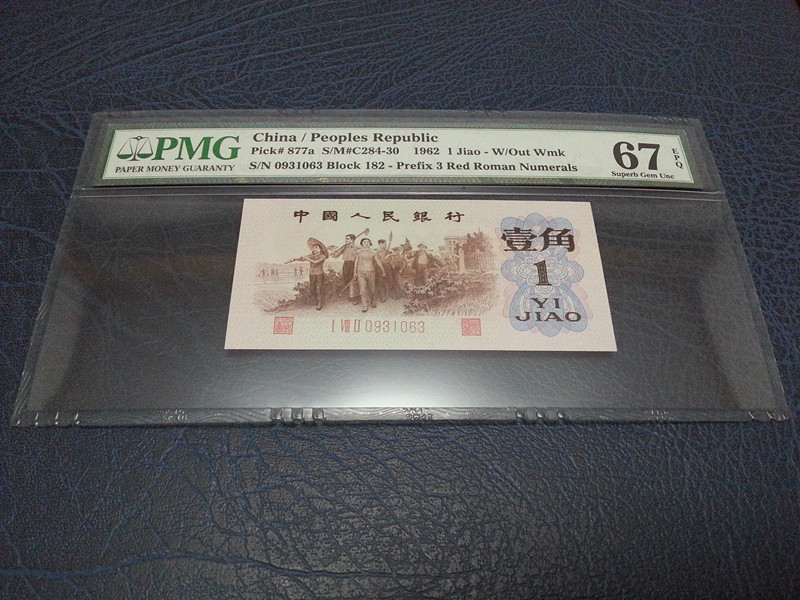 PMG
PAPER MONEY GUARANTY
China / Peoples Republic
Pick# 877a S/M#C284-30 1962 1 Jiao - W/Out Wmk
S/N 0931063 Block 182 - Prefix 3 Red Roman Numerals
67
EPQ
Superb Gem Unc
中國人民銀行
壹角
1
YI
JIAO
I VIII II 0931063